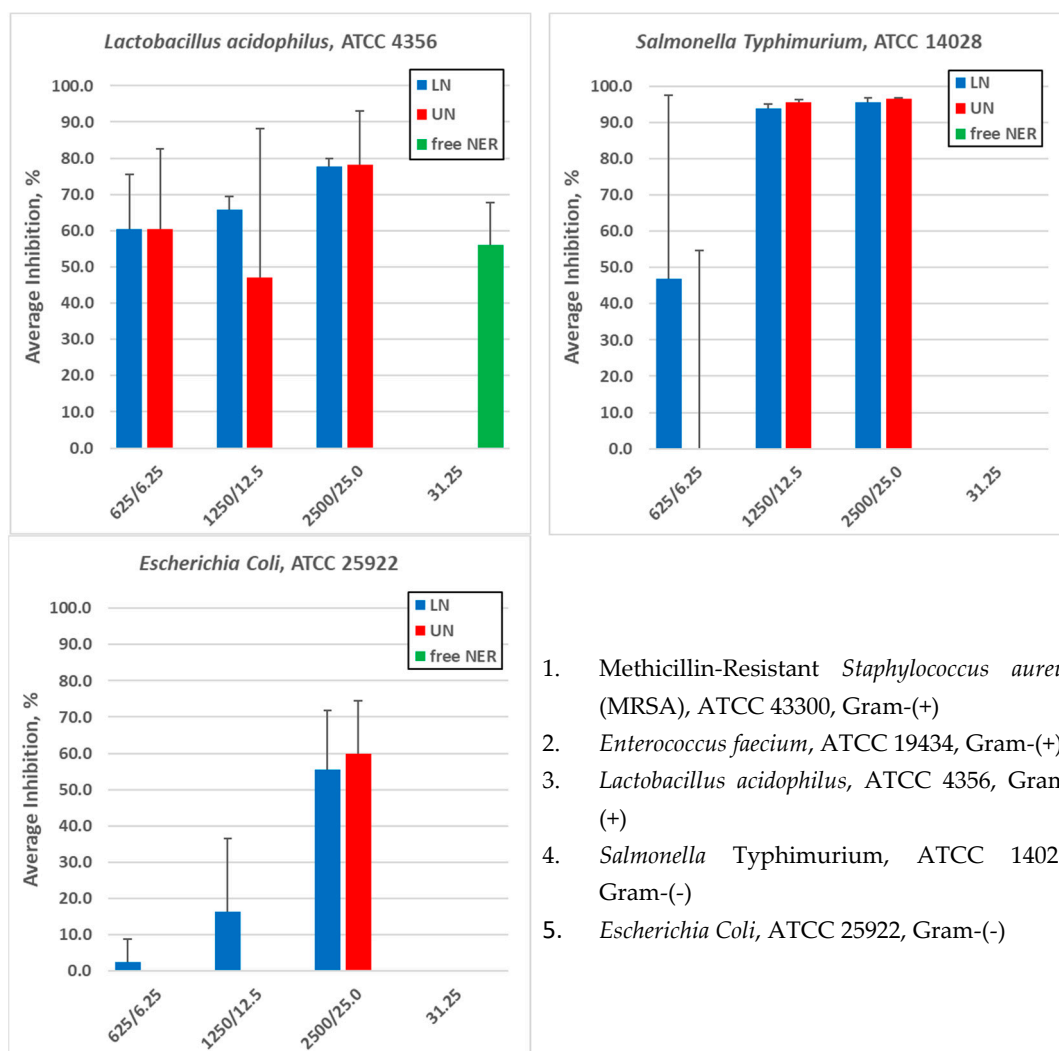 Lactobacillus acidophilus, ATCC 4356
LN
UN
free NER
Average Inhibition, %
100.0
90.0
80.0
70.0
60.0
50.0
40.0
30.0
20.0
10.0
0.0
625/6.25
1250/12.5
2500/25.0
31.25
Salmonella Typhimurium, ATCC 14028
LN
UN
free NER
Average Inhibition, %
100.0
90.0
80.0
70.0
60.0
50.0
40.0
30.0
20.0
10.0
0.0
625/6.25
1250/12.5
2500/25.0
31.25
Escherichia Coli, ATCC 25922
LN
UN
free NER
Average Inhibition, %
100.0
90.0
80.0
70.0
60.0
50.0
40.0
30.0
20.0
10.0
0.0
625/6.25
1250/12.5
2500/25.0
31.25
1. Methicillin-Resistant Staphylococcus
(MRSA), ATCC 43300, Gram-(+)
2. Enterococcus faecium, ATCC 19434, Gram-(+)
3. Lactobacillus acidophilus, ATCC 4356, Gram
(+)
4. Salmonella Typhimurium, ATCC
Gram-(-)
5. Escherichia Coli, ATCC 25922, Gram-(-)